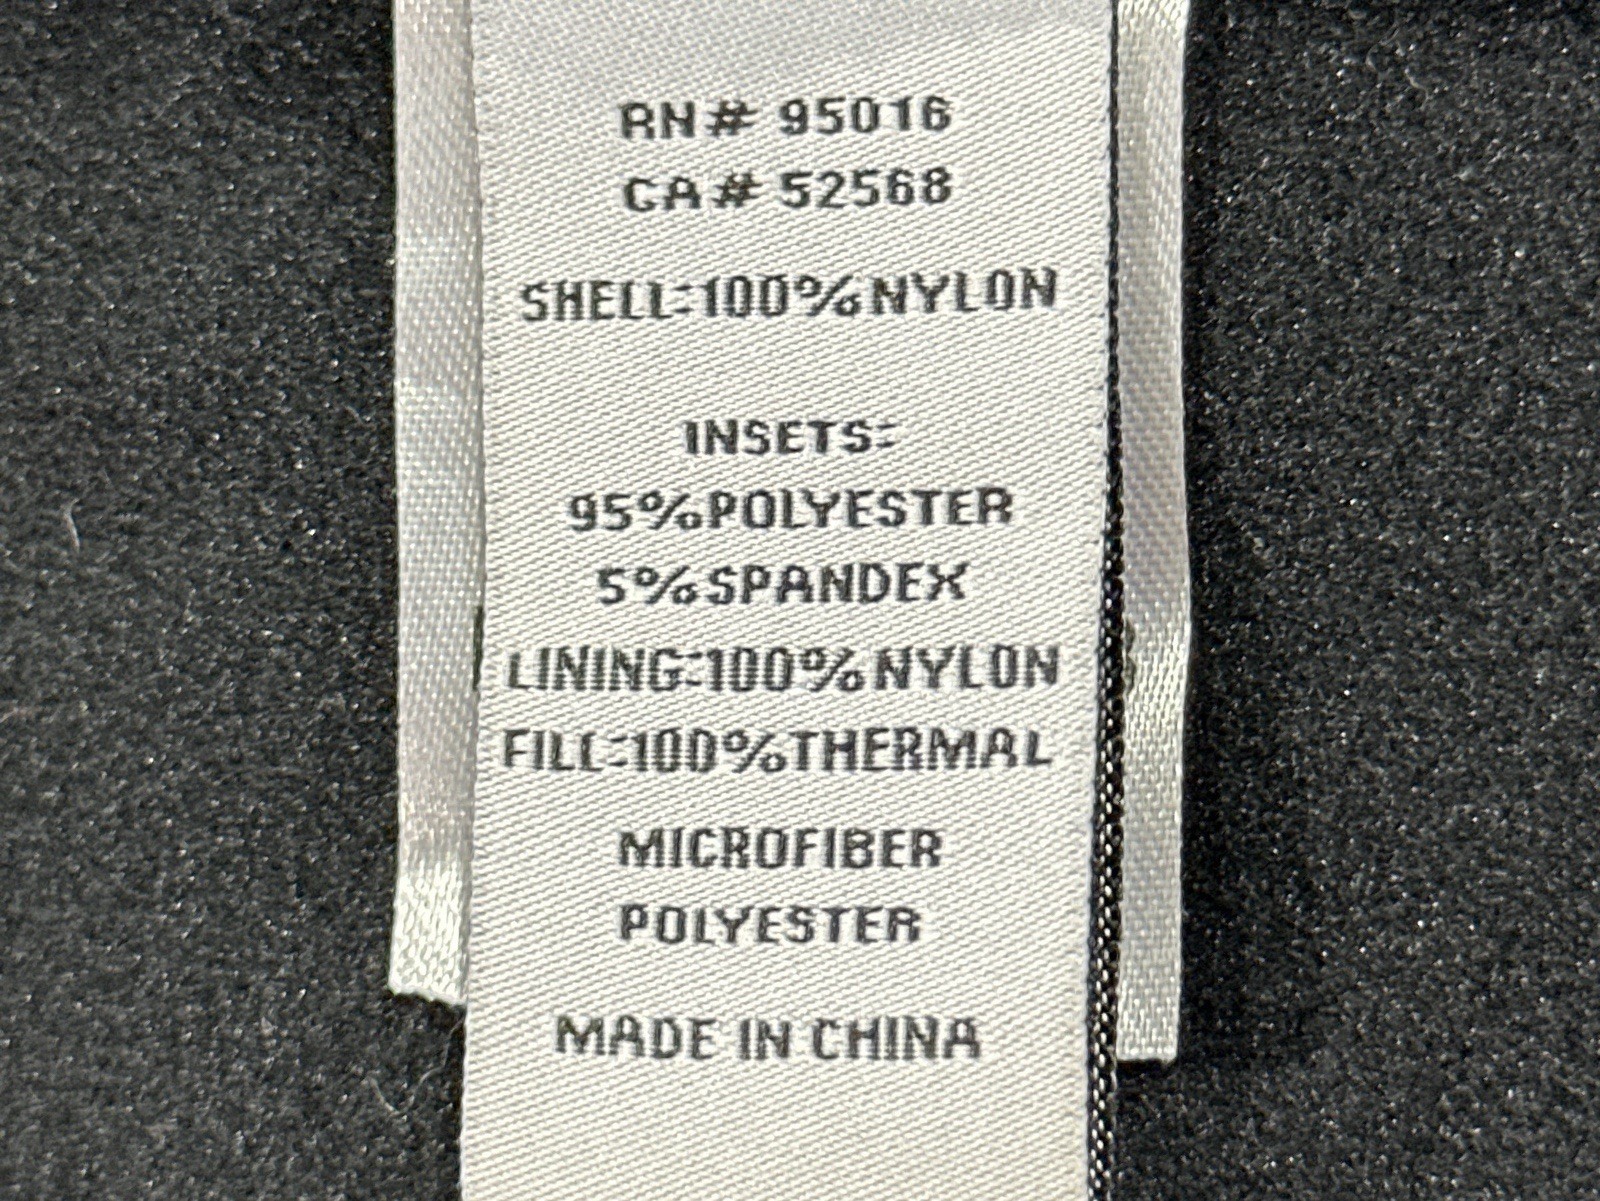 RN# 95016
CA# 52568
SHELL:100%NYLON
INSETS:
95%POLYESTER
5%SPANDEX
LINING:100%NYLON
FILL:100%THERMAL
MICROFIBER
POLYESTER
MADE IN CHINA